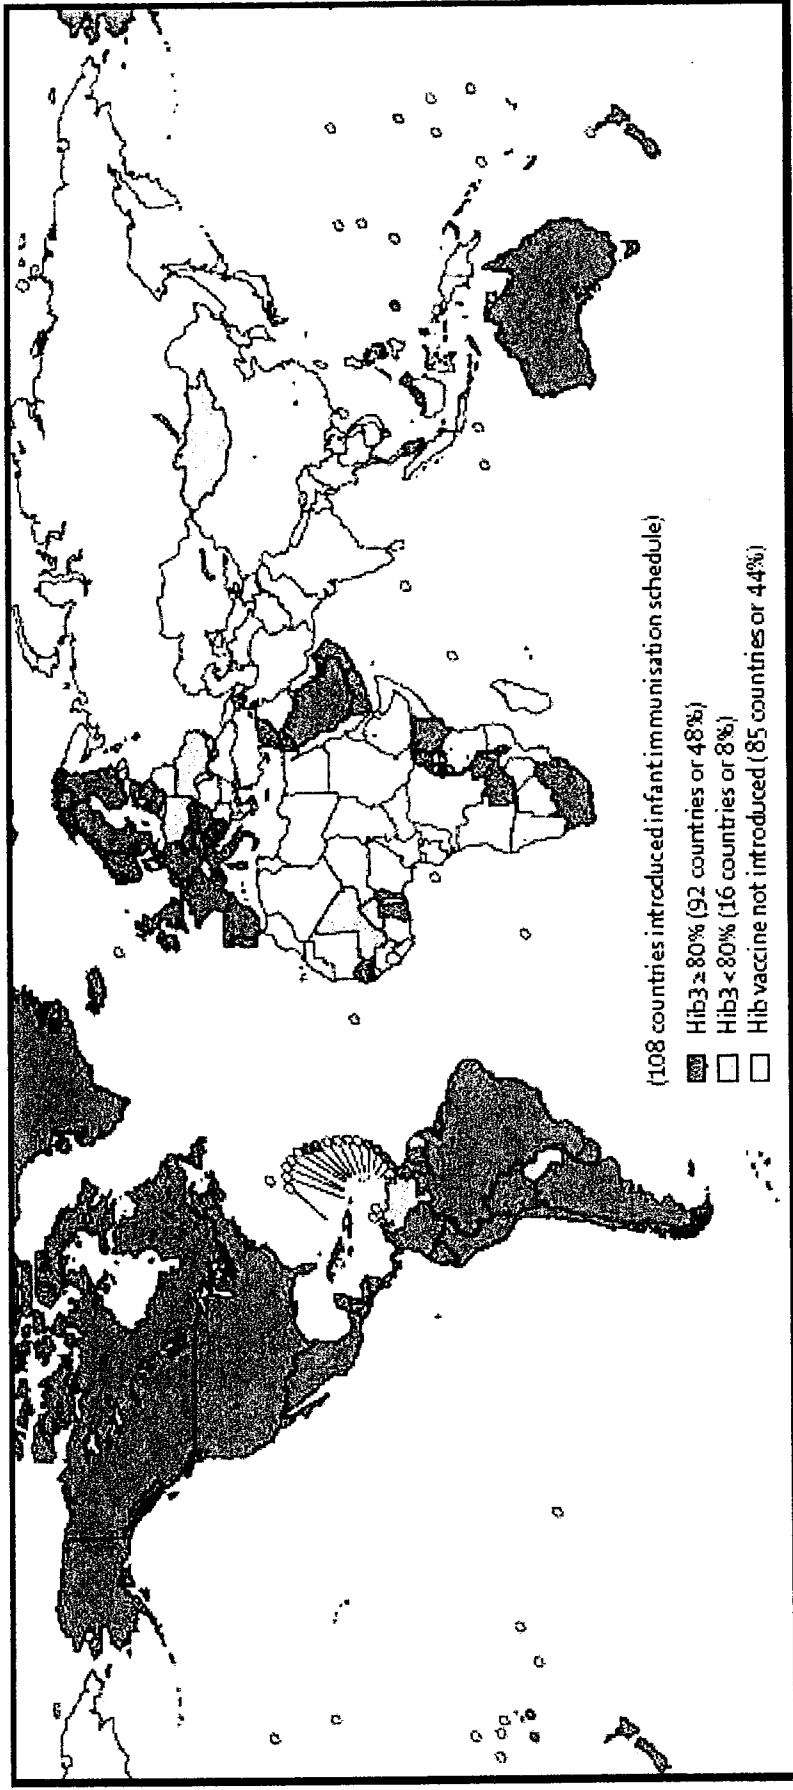 (108 countries introduced infant immunisation schedule)
Hib3≥80% (92 countries or 48%)
Hib3<80% (16 countries or 8%)
Hib vaccine not introduced (85 countries or 44%)